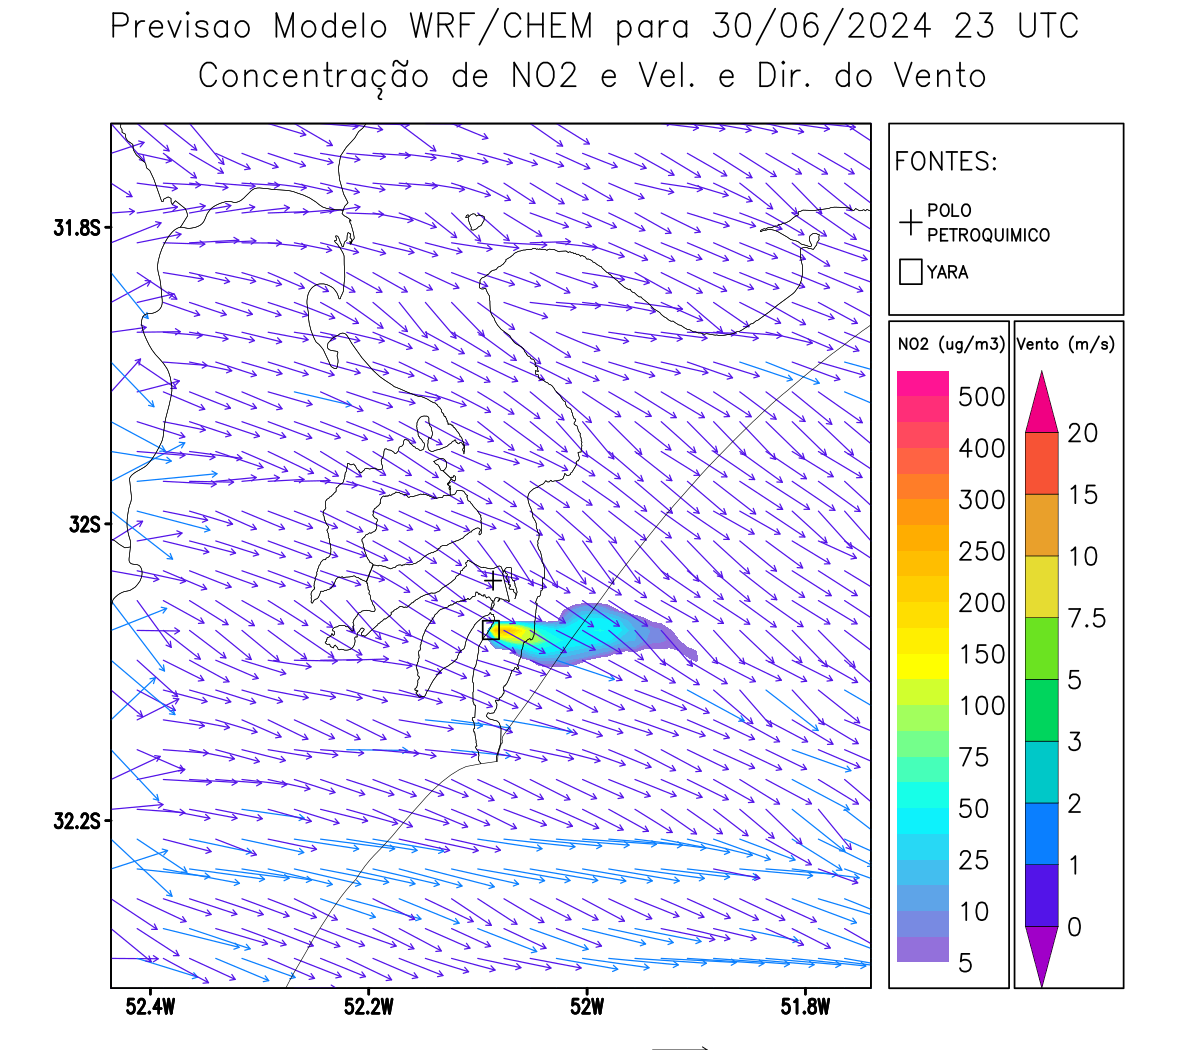 Previsao Modelo WRF/CHEM para 30/06/2024 23 UTC
Concentração de NO2 e Vel. e Dir. do Vento
FONTES:
POLO
PETROQUIMICO
YARA
NO2 (ug/m3)
500
400
300
250
200
150
100
75
50
25
10
5
Vento (m/s)
20
15
10
7.5
5
3
2
1
0
31.8S
32S
32.2S
52.4W
52.2W
52W
51.8W